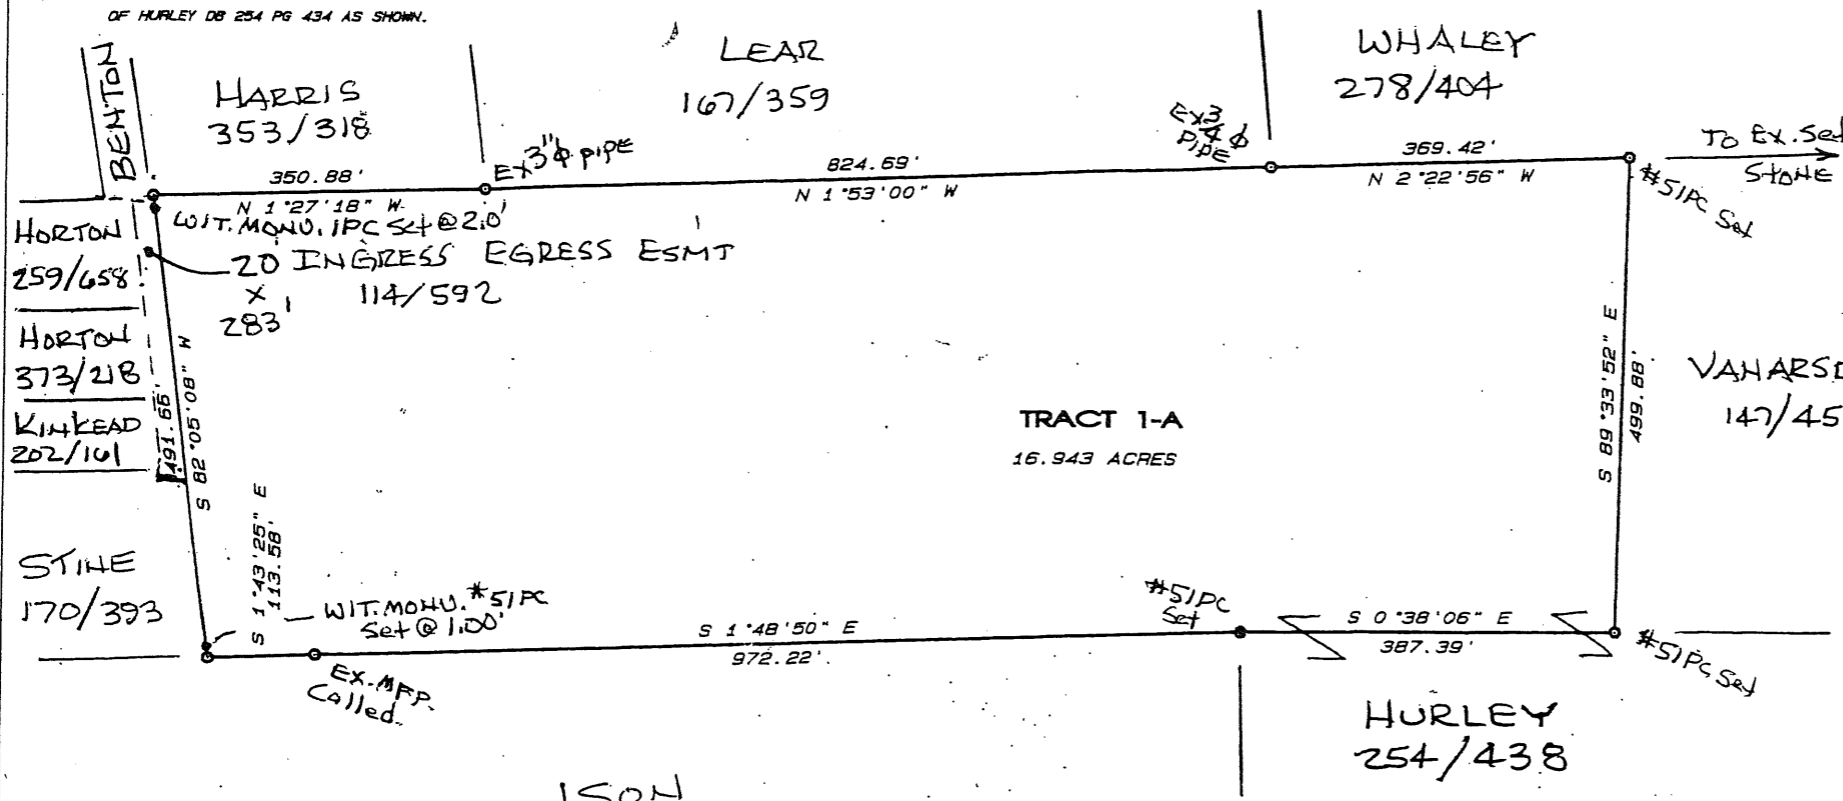 OF HURLEY DB 254 PG 434 AS SHOWN.
BENTON
HARRIS
353/318
LEAR
167/359
WHALEY
278/404
Ex 3"φ PIPE
Ex 3/4 φ
PIPE
TO Ex. Set
STONE
350.88'
N 1°27'18" W
824.69'
N 1°53'00" W
369.42'
N 2°22'56" W
#5 IPC Set
WIT. MONU. IPC Set @ 2.0'
20' INGRESS EGRESS ESMT
X
283'
114/592
HORTON
259/658
HORTON
373/218
KINKEAD
202/161
491.65'
S 82°05'08" W
STINE
170/393
S 1°43'25" E
113.58'
TRACT 1-A
16.943 ACRES
S 89°33'52" E
499.88'
VANARSD
147/45
WIT. MONU. #5 IPC
Set @ 1.00'
Ex. MFP.
Called.
S 1°48'50" E
972.22'
#5 IPC
Set
S 0°38'06" E
387.39'
#5 IPC Set
HURLEY
254/438
ISON